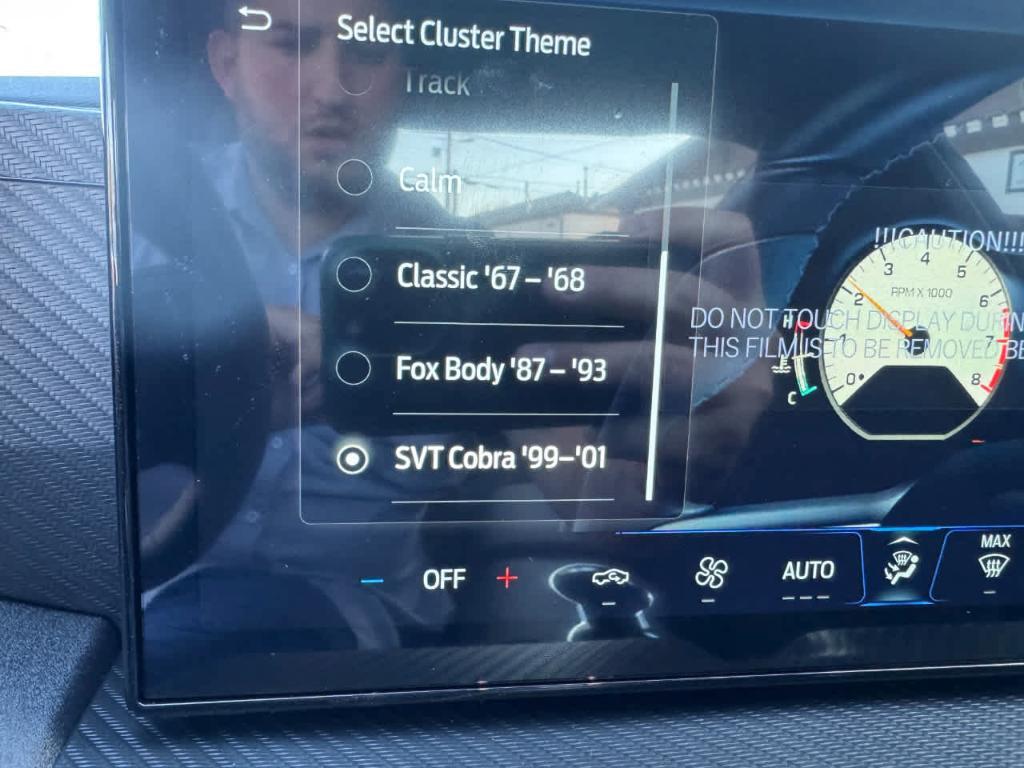 Select Cluster Theme
Track
Calm
Classic '67 – '68
Fox Body '87 – '93
SVT Cobra '99–'01
!!!CAUTION!!!
DO NOT TOUCH DISPLAY DURIN
THIS FILM IS TO BE REMOVED BE
RPM X 1000
0
1
2
3
4
5
6
7
8
H
C
OFF
AUTO
MAX